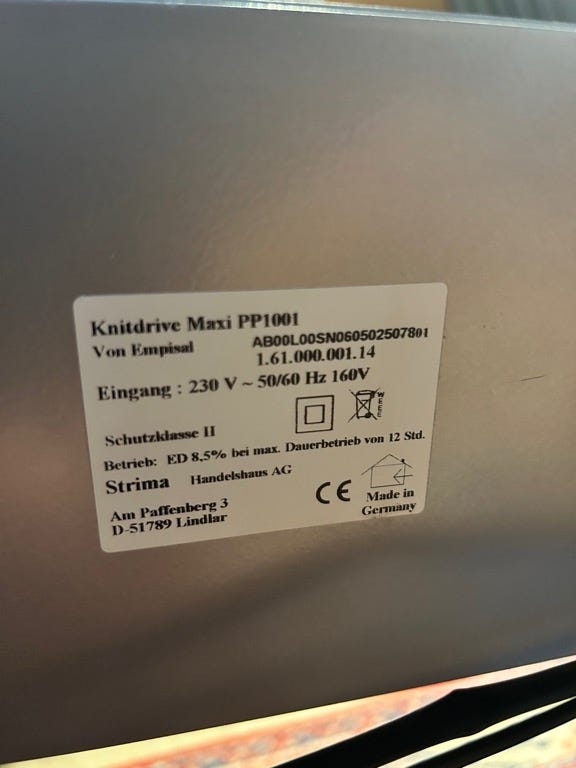 Knitdrive Maxi PP1001
Von Empisal
AB00L00SN060502507801
1.61.000.001.14
Eingang : 230 V ~ 50/60 Hz 160V
WEEE
Schutzklasse II
Betrieb: ED 8,5% bei max. Dauerbetrieb von 12 Std.
Strima Handelshaus AG
Am Paffenberg 3
D-51789 Lindlar
CE
Made in
Germany